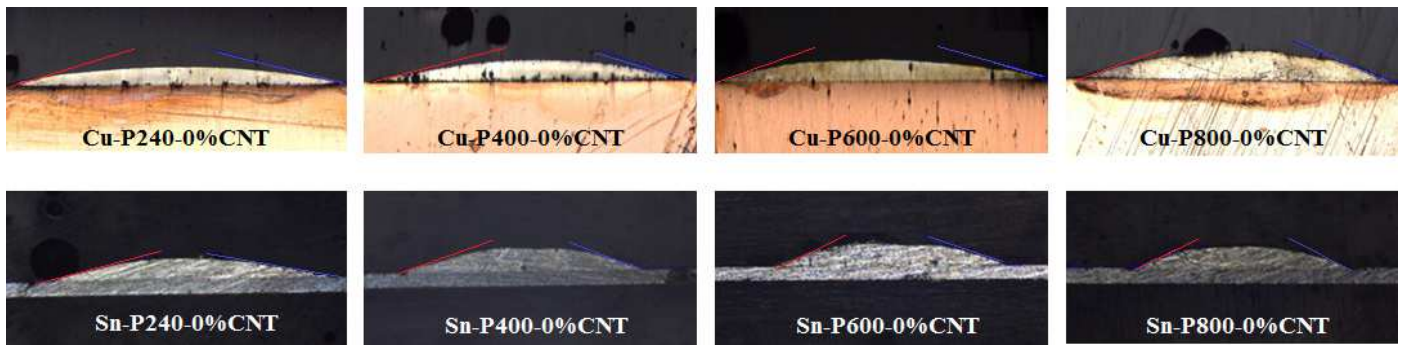 Cu-P240-0%CNT
Cu-P400-0%CNT
Cu-P600-0%CNT
Cu-P800-0%CNT
Sn-P240-0%CNT
Sn-P400-0%CNT
Sn-P600-0%CNT
Sn-P800-0%CNT